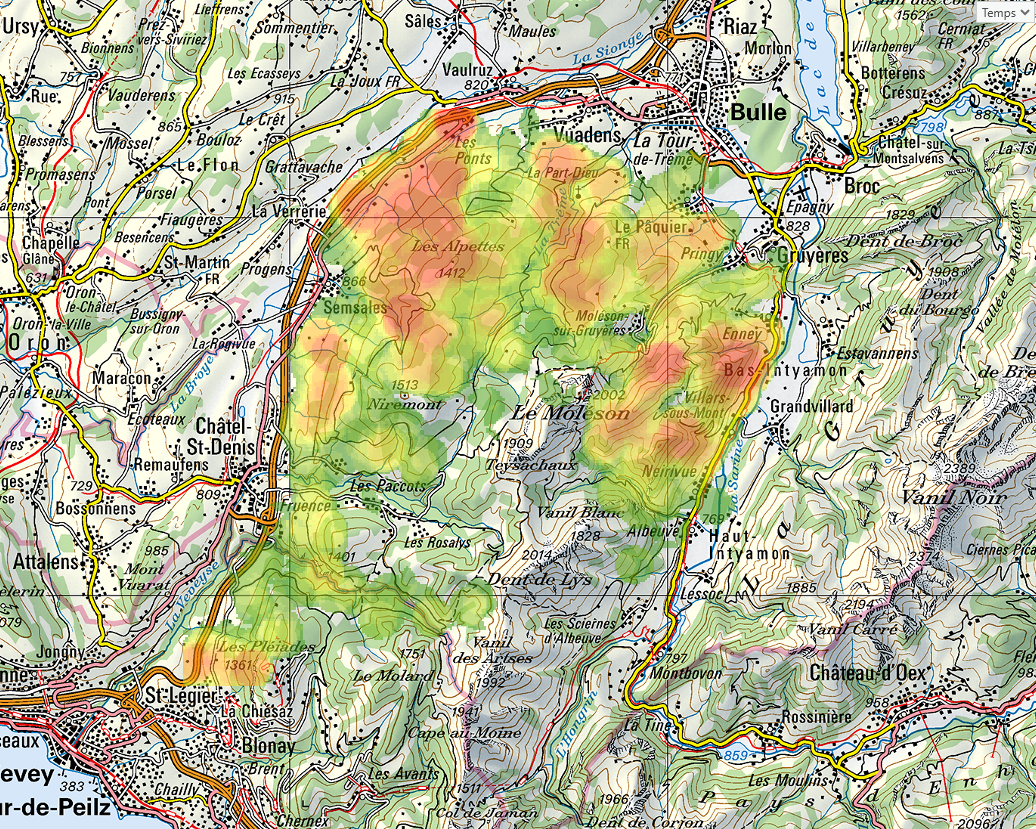 Temps
Liefrens
Ursy
Prez-
vers-Siviriez
Bionnens
Sommentier
Sâles
Maules
La Sionge
Riaz
Morlon
Lac de
1562
Cerniat
FR
Villarbeney
Botterens
Crésuz
757
Rue
Vauderens
Les Ecasseys
La Joux FR
Vaulruz
820
771
915
Le Crêt
865
Bouloz
Blessens
Mossel
Promasens
Grattavache
Le Flon
Porsel
Pont
Les
Ponts
Vuadens
La Tour-
de-Trême
Bulle
798
887
Châtel-sur-
Montsalvens
Broc
La Part-Dieu
La Verrerie
Fiaugères
Besencens
Epagny
828
1829
Dent de Broc
Chapelle
Glâne
631
St-Martin
FR
Progens
Les Alpettes
1412
Le Pâquier
FR
Pringy
Gruyères
1908
Dent
du Bourgo
Vallée de Motélon
Oron-
le-Châtel
Bussigny-
sur-Oron
866
Semsales
Oron-la-Ville
Oron
La Rogivue
Moléson-
sur-Gruyères
Enney
Bas-Intyamon
Estavannens
Gruyère
Palézieux
Maracon
La Broye
Ecoteaux
1513
Niremont
2002
Le Moléson
Villars-
sous-Mont
Grandvillard
Châtel-
St-Denis
1909
Teysachaux
Neirivue
La Sarine
2389
Vanil Noir
Remaufens
729
809
Bossonnens
Les Paccots
Fruence
Vanil Blanc
1828
Albeuve
769
Haut-
Intyamon
2374
Attalens
985
Mont
Vuarat
1401
Les Rosalys
2014
Dent de Lys
La Veveyse
Lessoc
1885
2194
Les Sciernes
d'Albeuve
Vanil Carré
Jongny
Les Pléiades
1361
1751
Le Molard
Vanil
des Artses
1992
797
Montbovon
Château-d'Oex
958
St-Légier
La Chiésaz
1941
Cape au Moine
l'Hongrin
La Tine
Rossinière
859
Blonay
Brent
Les Avants
1511
Col de Jaman
Les Moulins
evey
383
ur-de-Peilz
Chailly
Chernex
1966
Dent de Corjon
Pays d'En
2096